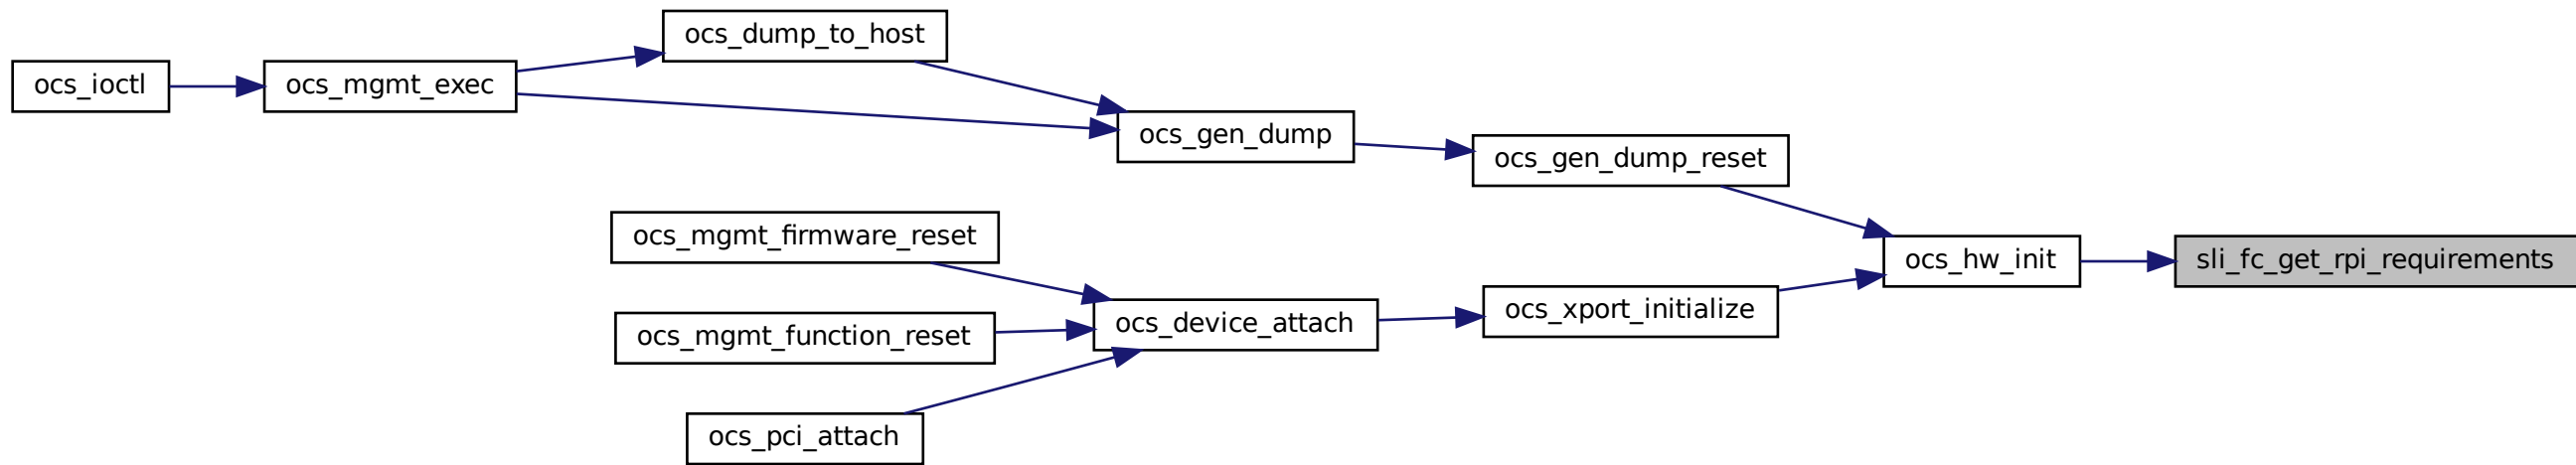 ocs_dump_to_host
ocs_ioctl
ocs_mgmt_exec
ocs_gen_dump
ocs_gen_dump_reset
ocs_mgmt_firmware_reset
ocs_hw_init
sli_fc_get_rpi_requirements
ocs_xport_initialize
ocs_device_attach
ocs_mgmt_function_reset
ocs_pci_attach